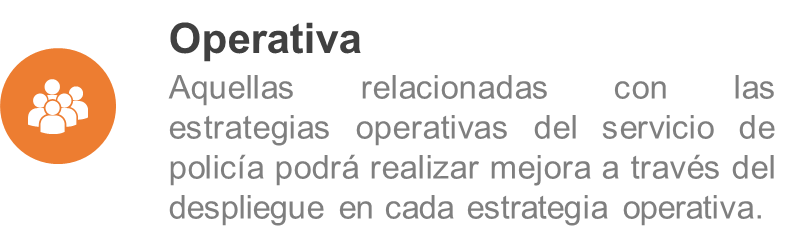 Operativa
Aquellas relacionadas con las
estrategias operativas del servicio de
policía podrá realizar mejora a través del
despliegue en cada estrategia operativa.